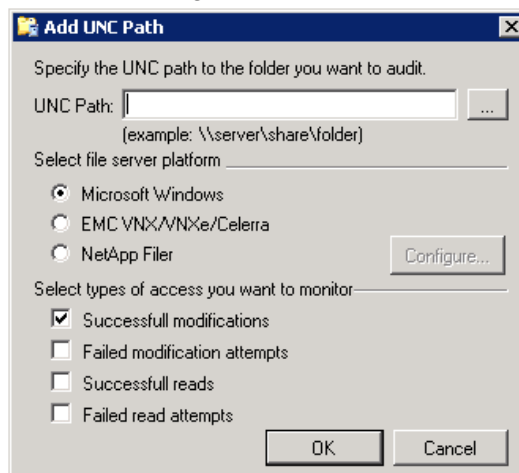 Add UNC Path
Specify the UNC path to the folder you want to audit.
UNC Path:
...
(example: \\server\share\folder)
Select file server platform
Microsoft Windows
EMC VNX/VNXe/Celerra
NetApp Filer
Configure...
Select types of access you want to monitor
Successfull modifications
Failed modification attempts
Successfull reads
Failed read attempts
OK Cancel